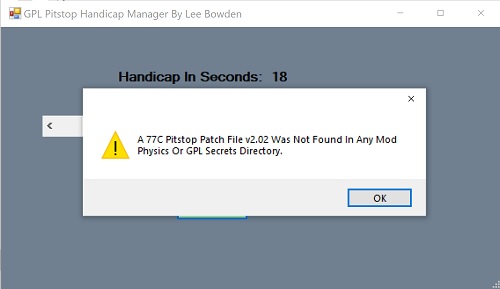 GPL Pitstop Handicap Manager By Lee Bowden
Handicap In Seconds: 18
A 77C Pitstop Patch File v2.02 Was Not Found In Any Mod
Physics Or GPL Secrets Directory.
OK